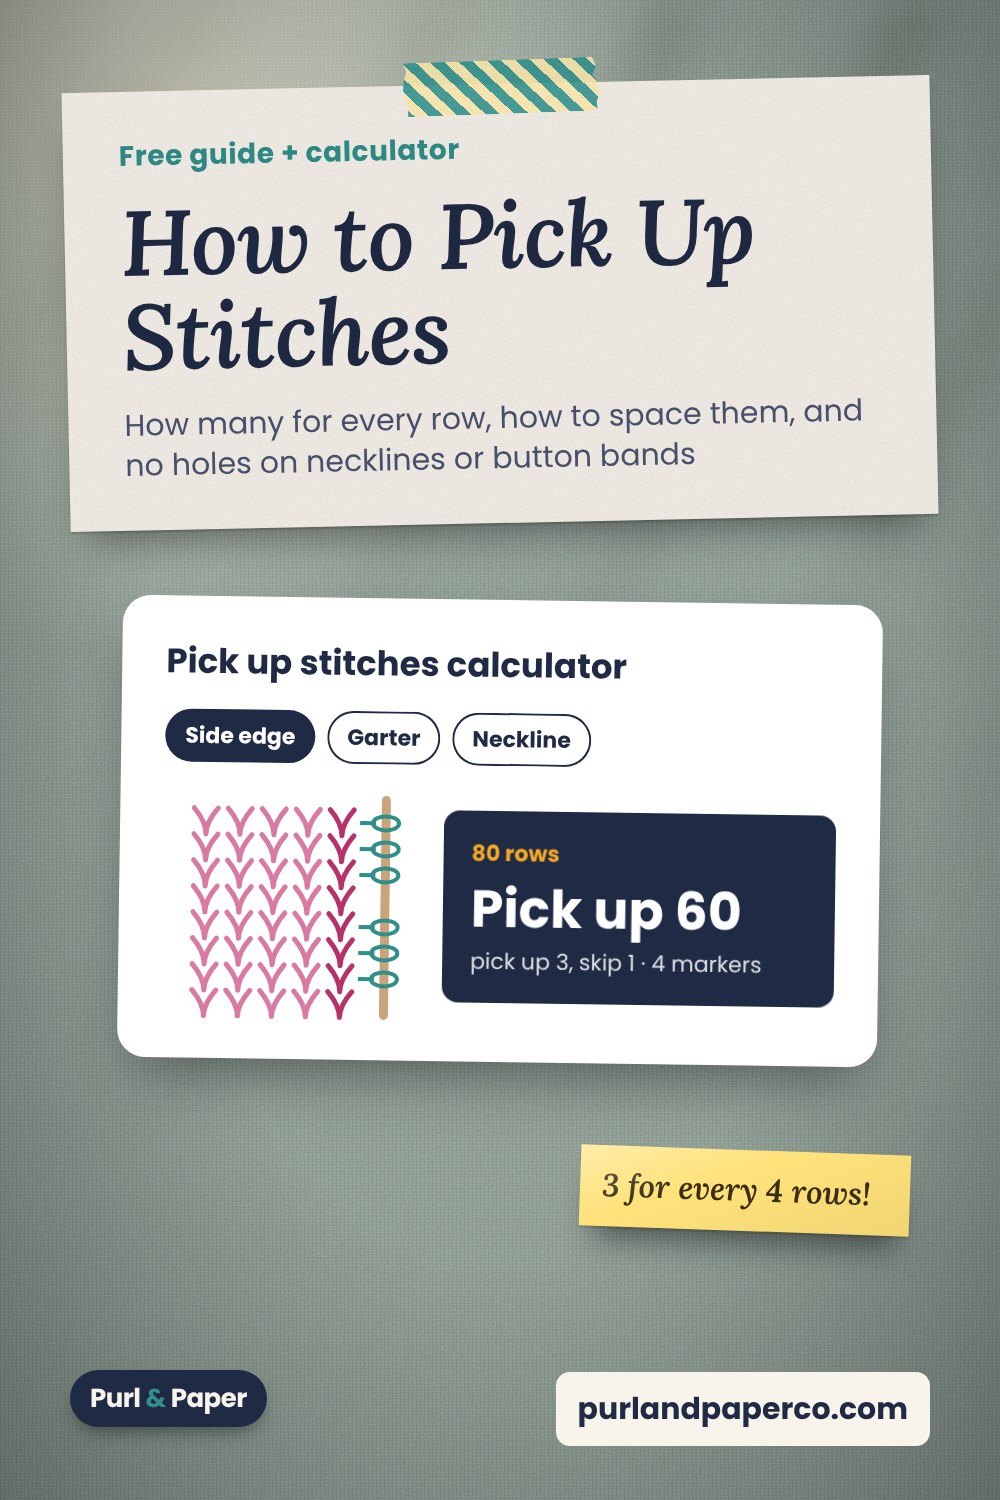 Free guide + calculator
How to Pick Up
Stitches
How many for every row, how to space them, and
no holes on necklines or button bands
Pick up stitches calculator
Side edge
Garter
Neckline
80 rows
Pick up 60
pick up 3, skip 1 · 4 markers
3 for every 4 rows!
Purl & Paper
purlandpaperco.com